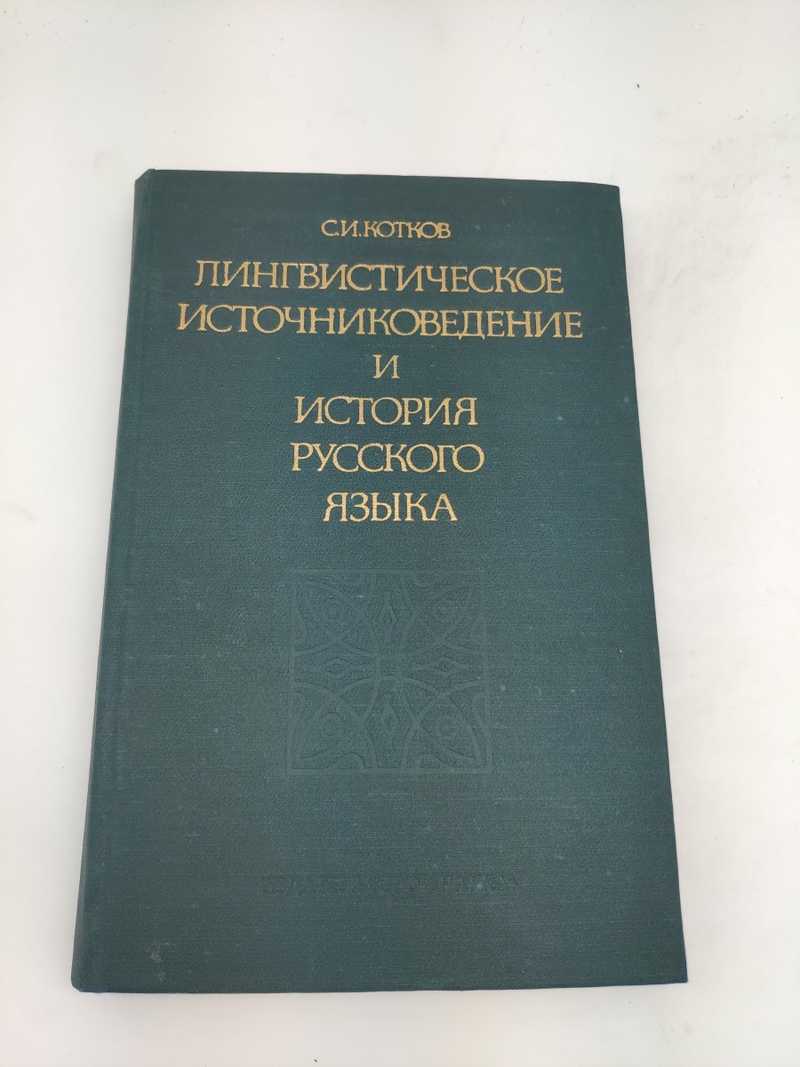 С.И.КОТКОВ
ЛИНГВИСТИЧЕСКОЕ
ИСТОЧНИКОВЕДЕНИЕ
И
ИСТОРИЯ
РУССКОГО
ЯЗЫКА